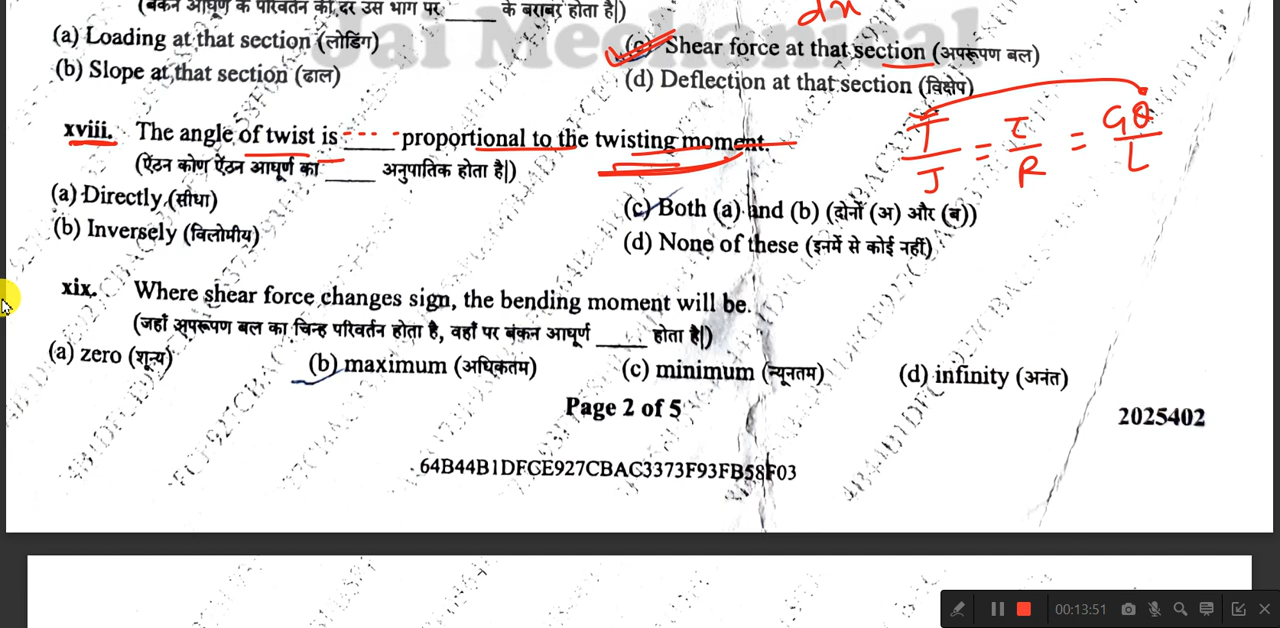 (बंकन आघूर्ण के परिवर्तन की दर उस भाग पर _____ के बराबर होता है|)
dx
Jai Mechanical
(a) Loading at that section (लोडिंग)
(c) Shear force at that section (अपरूपण बल)
(b) Slope at that section (ढाल)
(d) Deflection at that section (विक्षेप)
xviii. The angle of twist is _____ proportional to the twisting moment.
T/J = τ/R = Gθ/L
(ऐंठन कोण ऐंठन आघूर्ण का _____ अनुपातिक होता है|)
(a) Directly (सीधा)
(c) Both (a) and (b) (दोनों (अ) और (ब))
(b) Inversely (विलोमीय)
(d) None of these (इनमें से कोई नहीं)
xix. Where shear force changes sign, the bending moment will be.
(जहाँ अपरूपण बल का चिन्ह परिवर्तन होता है, वहाँ पर बंकन आघूर्ण _____ होता है|)
(a) zero (शून्य) (b) maximum (अधिकतम) (c) minimum (न्यूनतम) (d) infinity (अनंत)
Page 2 of 5
2025402
64B44B1DFCE927CBAC3373F93FB58F03
00:13:51